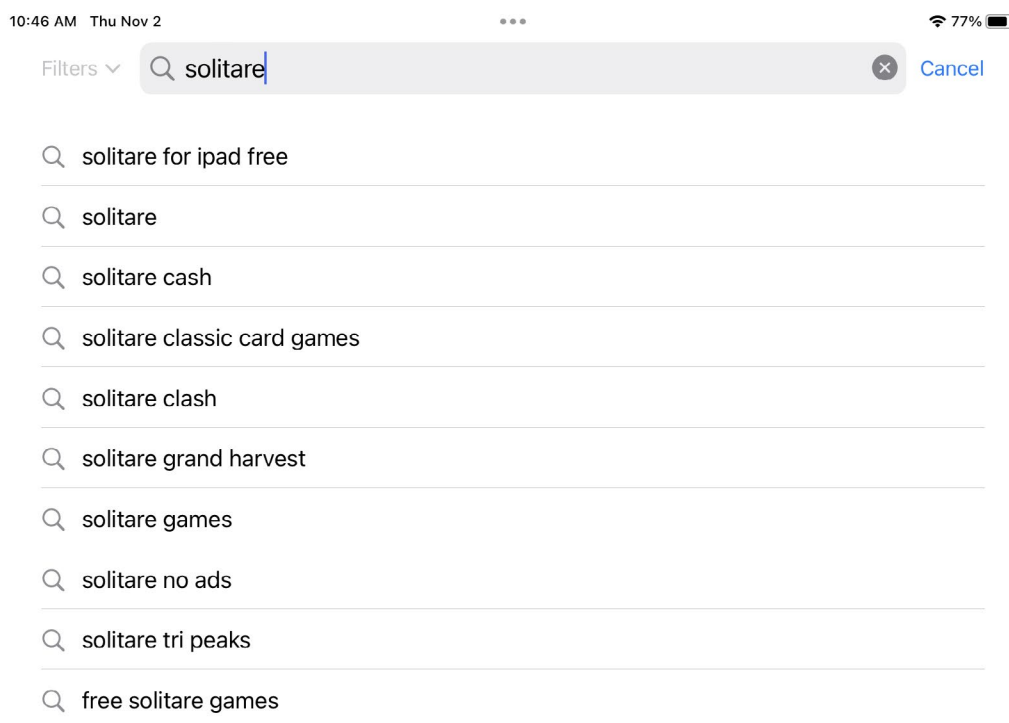 10:46 AM Thu Nov 2 77%
Filters solitare Cancel
solitare for ipad free
solitare
solitare cash
solitare classic card games
solitare clash
solitare grand harvest
solitare games
solitare no ads
solitare tri peaks
free solitare games